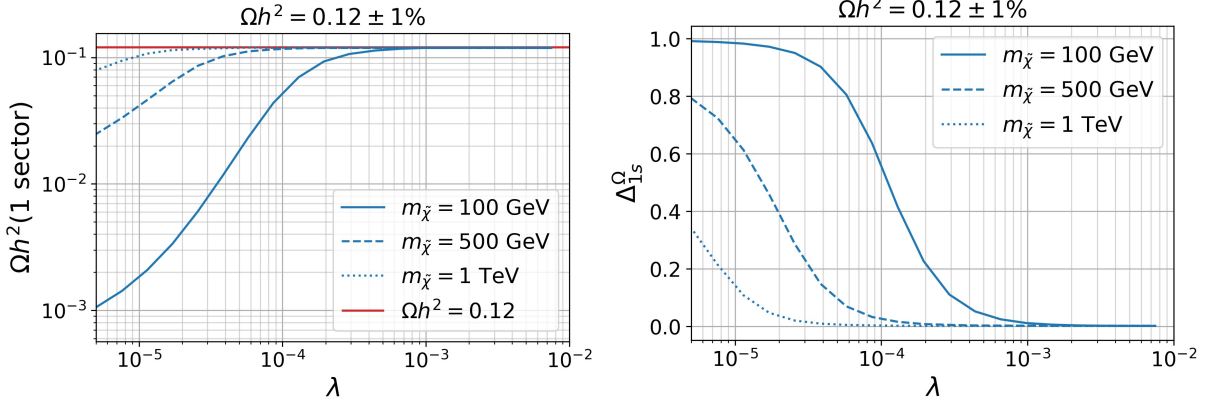 Ωh² = 0.12 ± 1%
Ωh²(1 sector)
10⁻¹
10⁻²
10⁻³
m_χ̃ = 100 GeV
m_χ̃ = 500 GeV
m_χ̃ = 1 TeV
Ωh² = 0.12
10⁻⁵
10⁻⁴
10⁻³
10⁻²
λ
Ωh² = 0.12 ± 1%
Δ^Ω_1s
1.0
0.8
0.6
0.4
0.2
0.0
m_χ̃ = 100 GeV
m_χ̃ = 500 GeV
m_χ̃ = 1 TeV
10⁻⁵
10⁻⁴
10⁻³
10⁻²
λ